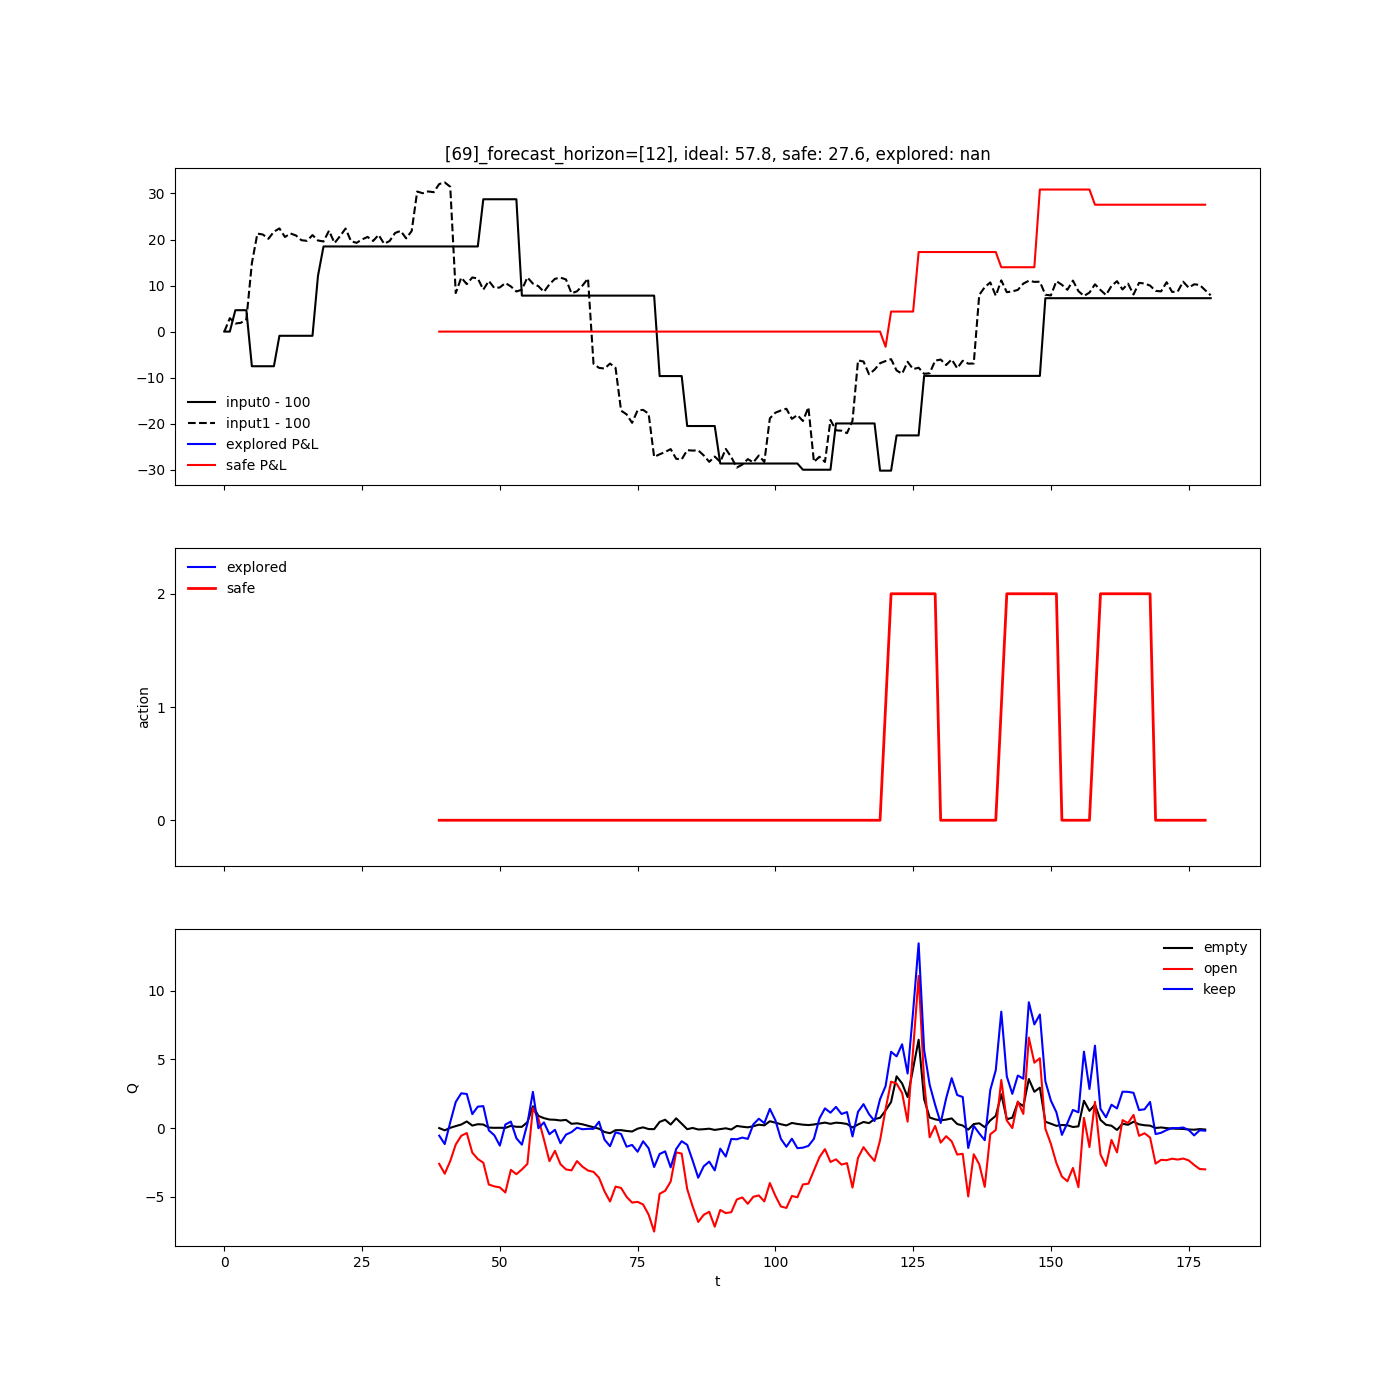 [69]_forecast_horizon=[12], ideal: 57.8, safe: 27.6, explored: nan
30
20
10
0
−10
−20
−30
input0 - 100
input1 - 100
explored P&L
safe P&L
explored
safe
2
1
0
action
empty
open
keep
10
5
0
−5
Q
0 25 50 75 100 125 150 175
t